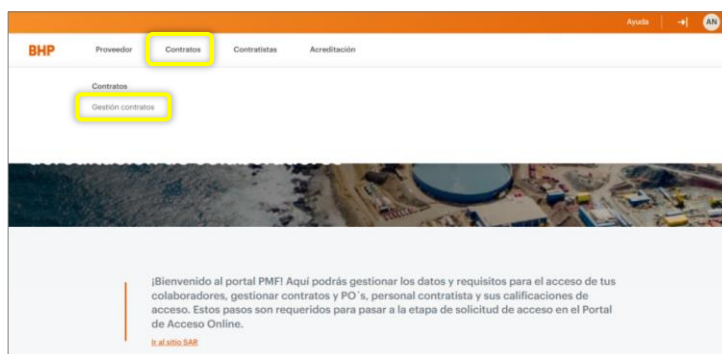 Ayuda
AN
BHP
Proveedor Contratos Contratistas Acreditación
Contratos
Gestión contratos
¡Bienvenido al portal PMF! Aquí podrás gestionar los datos y requisitos para el acceso de tus
colaboradores, gestionar contratos y PO´s, personal contratista y sus calificaciones de
acceso. Estos pasos son requeridos para pasar a la etapa de solicitud de acceso en el Portal
de Acceso Online.
Ir al sitio SAR